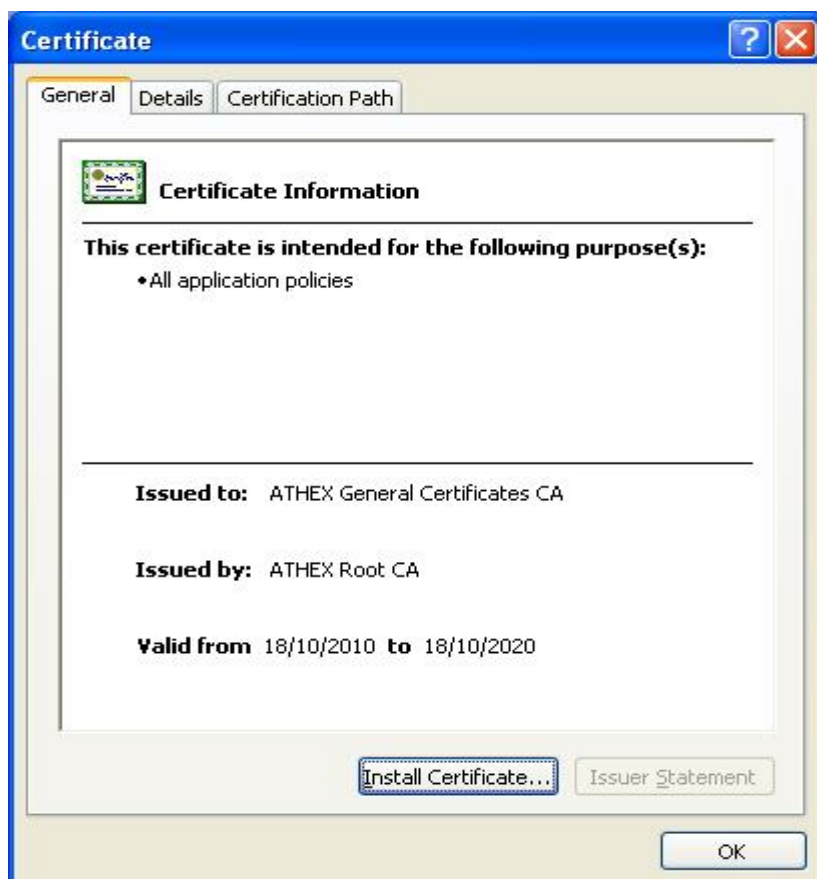 Certificate
General Details Certification Path
Certificate Information
This certificate is intended for the following purpose(s):
•All application policies
Issued to: ATHEX General Certificates CA
Issued by: ATHEX Root CA
Valid from 18/10/2010 to 18/10/2020
Install Certificate... Issuer Statement
OK